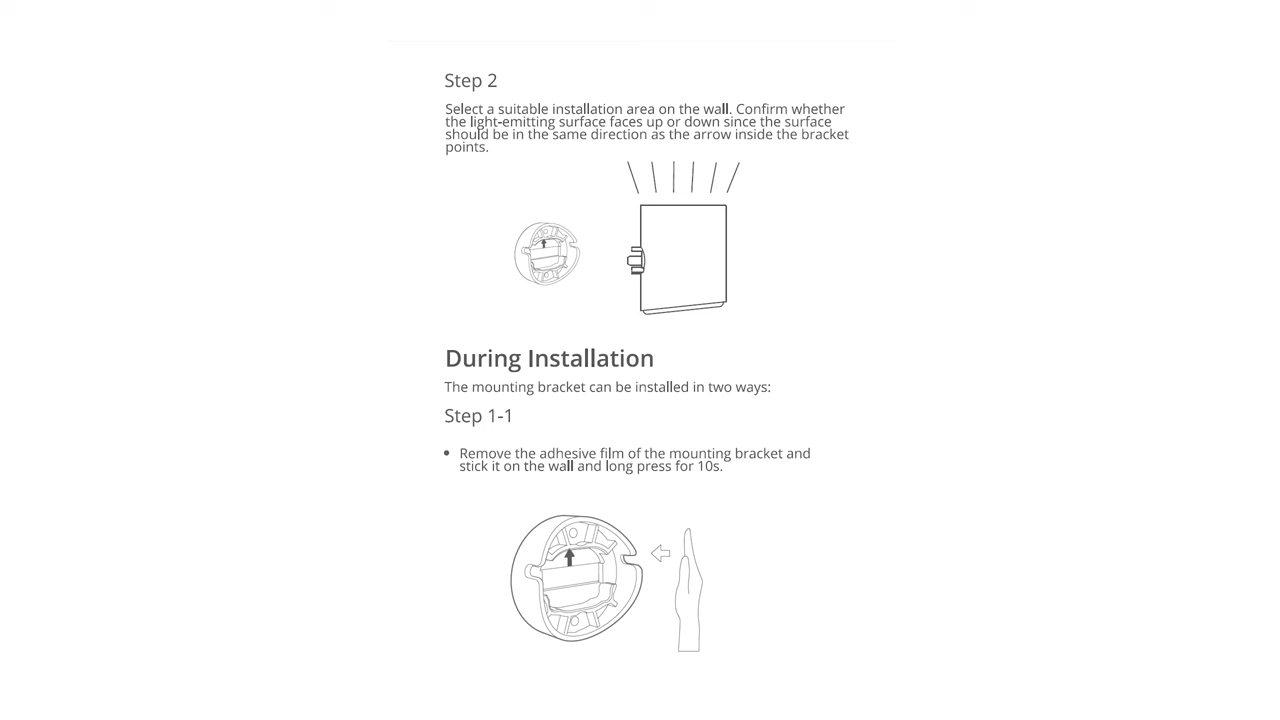 Step 2
Select a suitable installation area on the wall. Confirm whether
the light-emitting surface faces up or down since the surface
should be in the same direction as the arrow inside the bracket
points.
During Installation
The mounting bracket can be installed in two ways:
Step 1-1
• Remove the adhesive film of the mounting bracket and
stick it on the wall and long press for 10s.